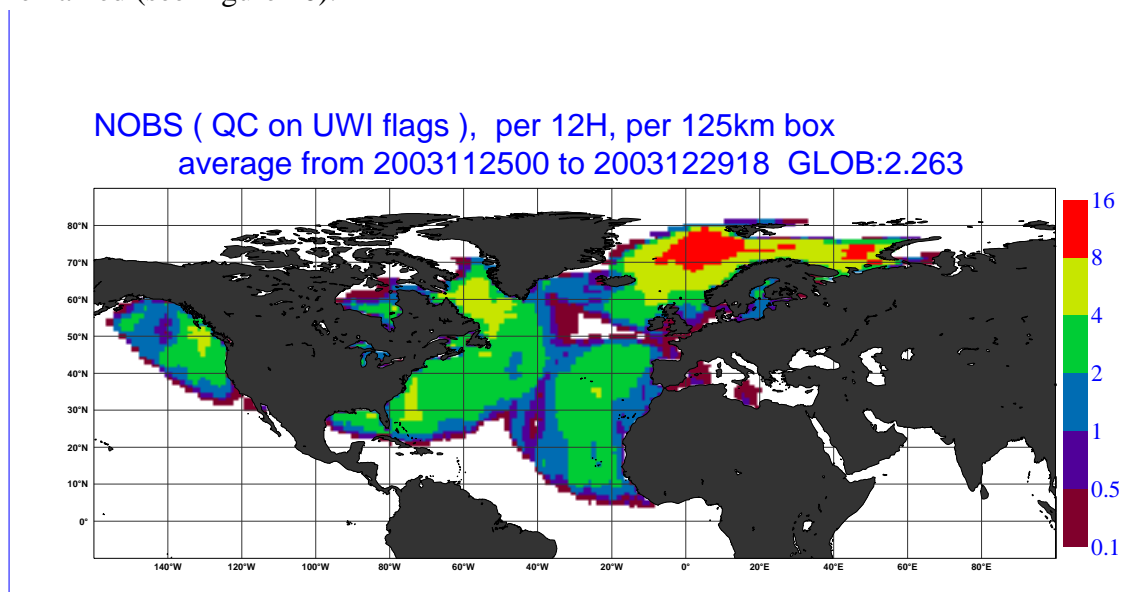 (see Figure
NOBS ( QC on UWI flags ), per 12H, per 125km box
average from 2003112500 to 2003122918 GLOB:2.263
16
8
4
2
1
0.5
0.1
80°N
70°N
60°N
50°N
40°N
30°N
20°N
10°N
0°
140°W 120°W 100°W 80°W 60°W 40°W 20°W 0° 20°E 40°E 60°E 80°E